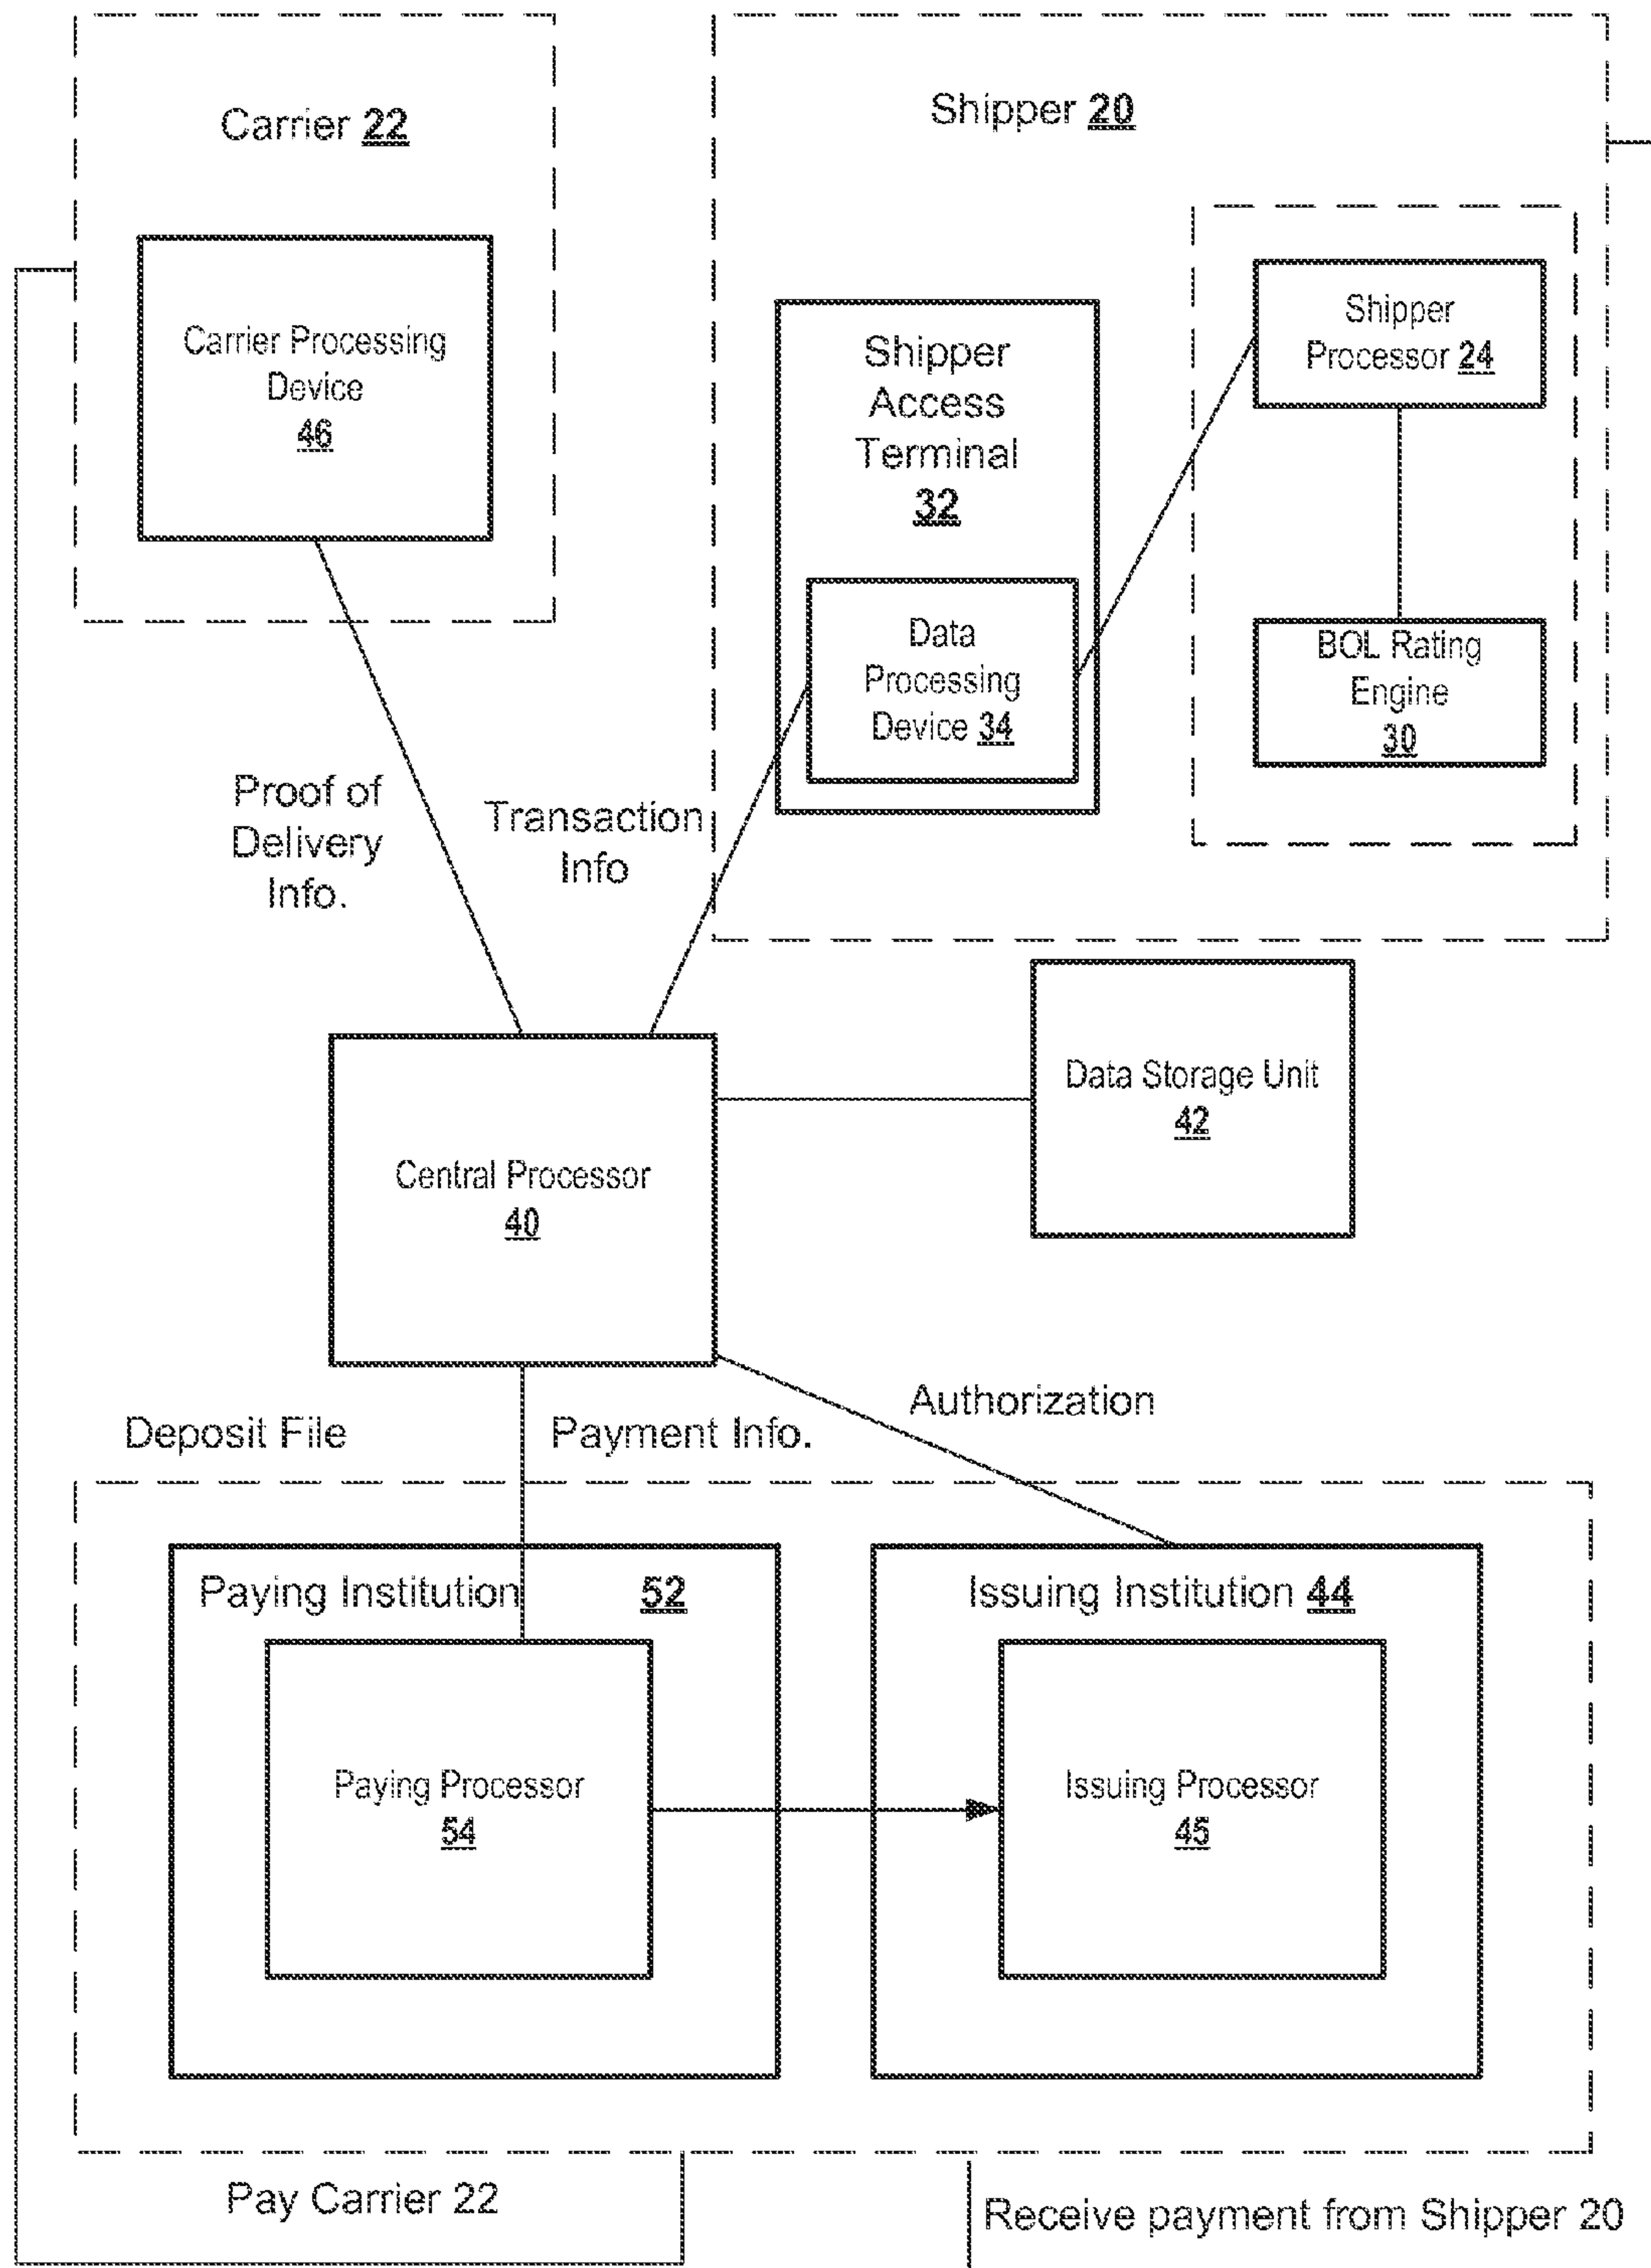 Carrier 22
Shipper 20
Carrier Processing
Device
46
Shipper
Access
Terminal
32
Data
Processing
Device 34
Shipper
Processor 24
BOL Rating
Engine
30
Proof of
Delivery
Info.
Transaction
Info
Data Storage Unit
42
Central Processor
40
Deposit File
Payment Info.
Authorization
Paying Institution 52
Issuing Institution 44
Paying Processor
54
Issuing Processor
45
Pay Carrier 22
Receive payment from Shipper 20